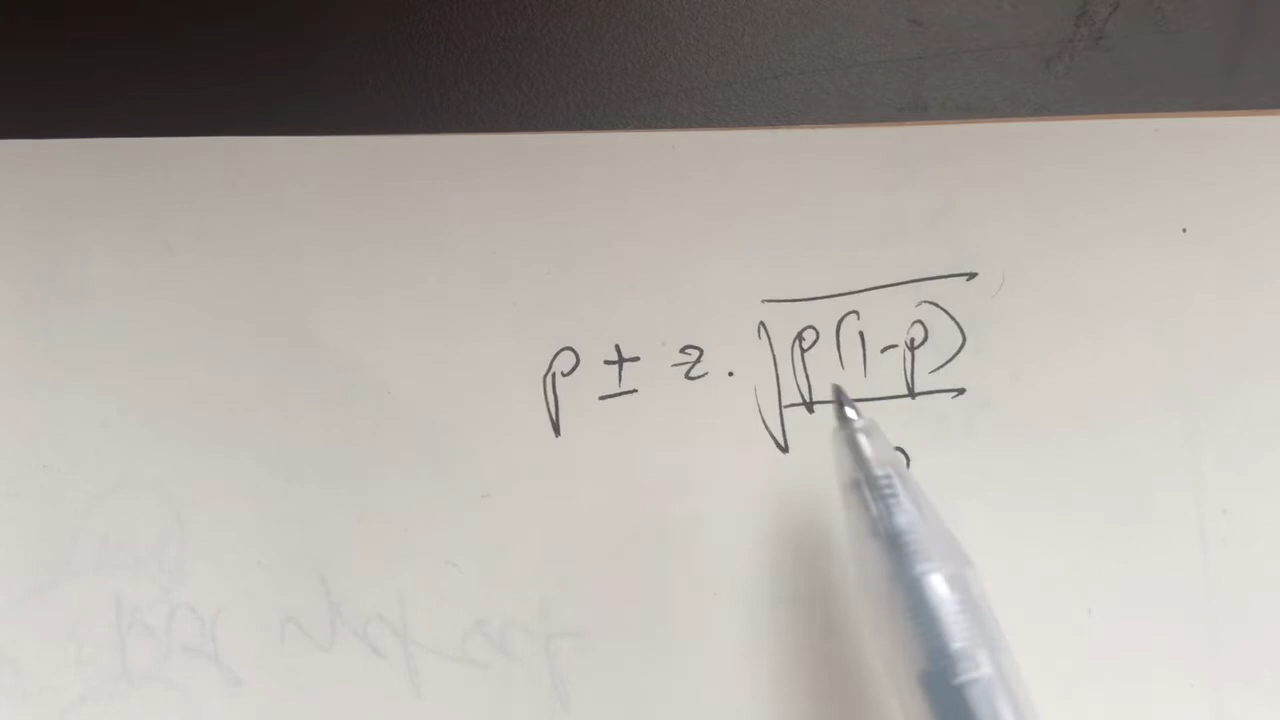 p ± z · √p(1-p)